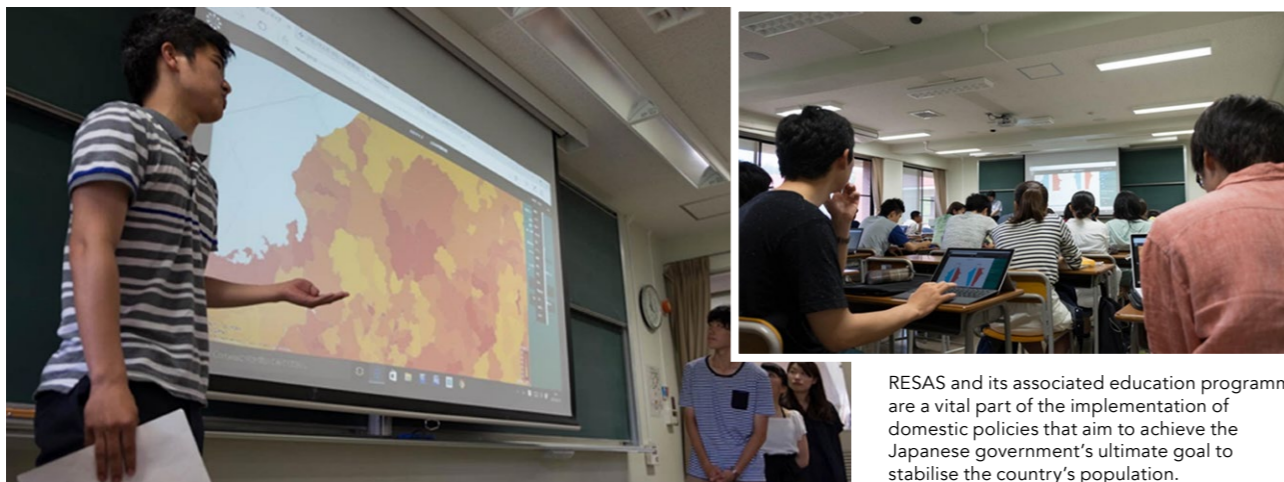 RESAS and its associated education programm
are a vital part of the implementation of
domestic policies that aim to achieve the
Japanese government's ultimate goal to
stabilise the country's population.